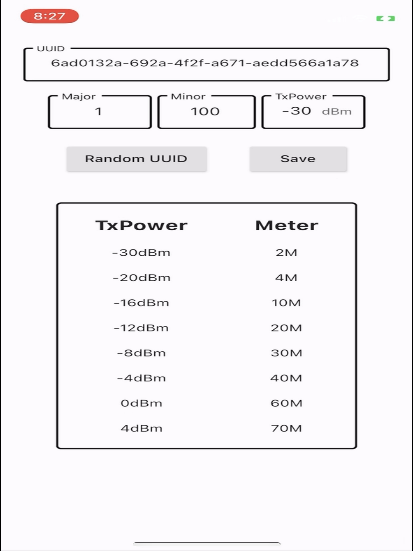 8:27
UUID
6ad0132a-692a-4f2f-a671-aedd566a1a78
Major Minor TxPower
1 100 -30 dBm
Random UUID Save
TxPower Meter
-30dBm 2M
-20dBm 4M
-16dBm 10M
-12dBm 20M
-8dBm 30M
-4dBm 40M
0dBm 60M
4dBm 70M